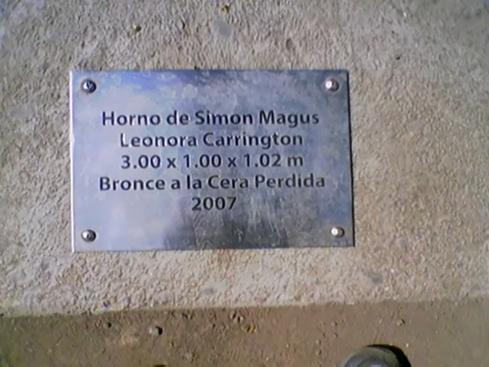 Horno de Simon Magus
Leonora Carrington
3.00 x 1.00 x 1.02 m
Bronce a la Cera Perdida
2007